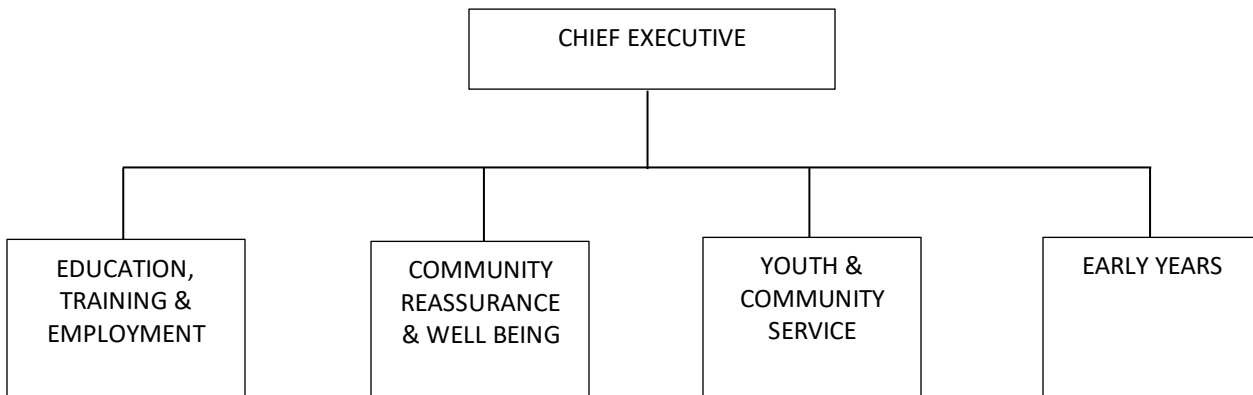 CHIEF EXECUTIVE
EDUCATION,
TRAINING &
EMPLOYMENT
COMMUNITY
REASSURANCE
& WELL BEING
YOUTH &
COMMUNITY
SERVICE
EARLY YEARS